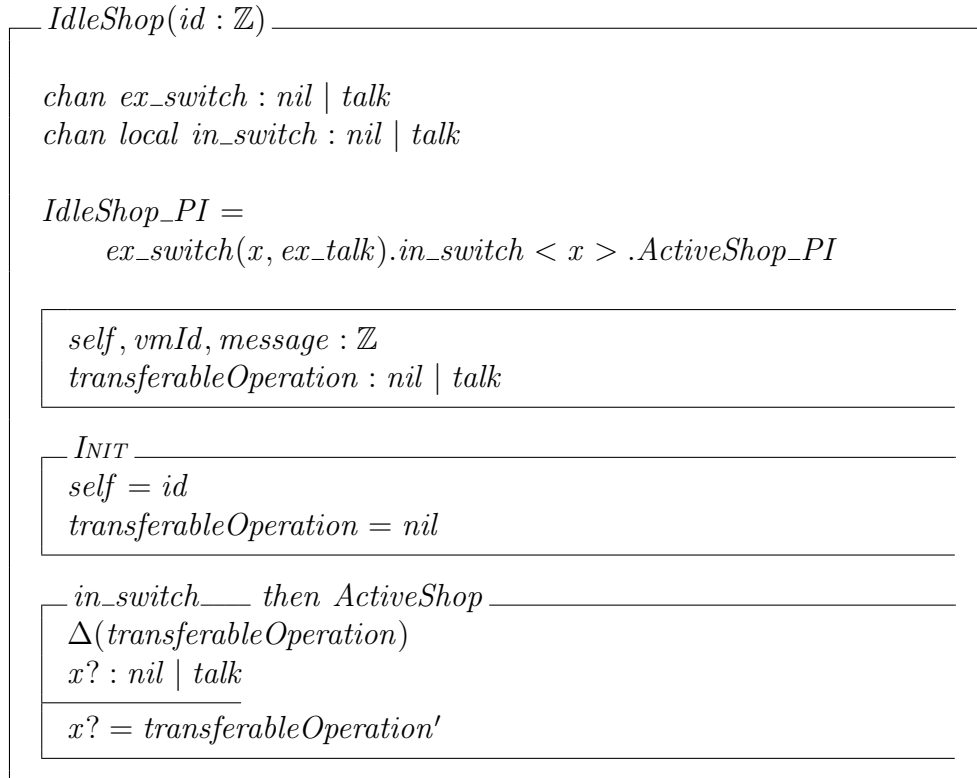 IdleShop(id : ℤ)
chan ex_switch : nil | talk
chan local in_switch : nil | talk
IdleShop_PI =
ex_switch(x, ex_talk).in_switch < x > .ActiveShop_PI
self, vmId, message : ℤ
transferableOperation : nil | talk
INIT
self = id
transferableOperation = nil
in_switch___ then ActiveShop
Δ(transferableOperation)
x? : nil | talk
x? = transferableOperation′